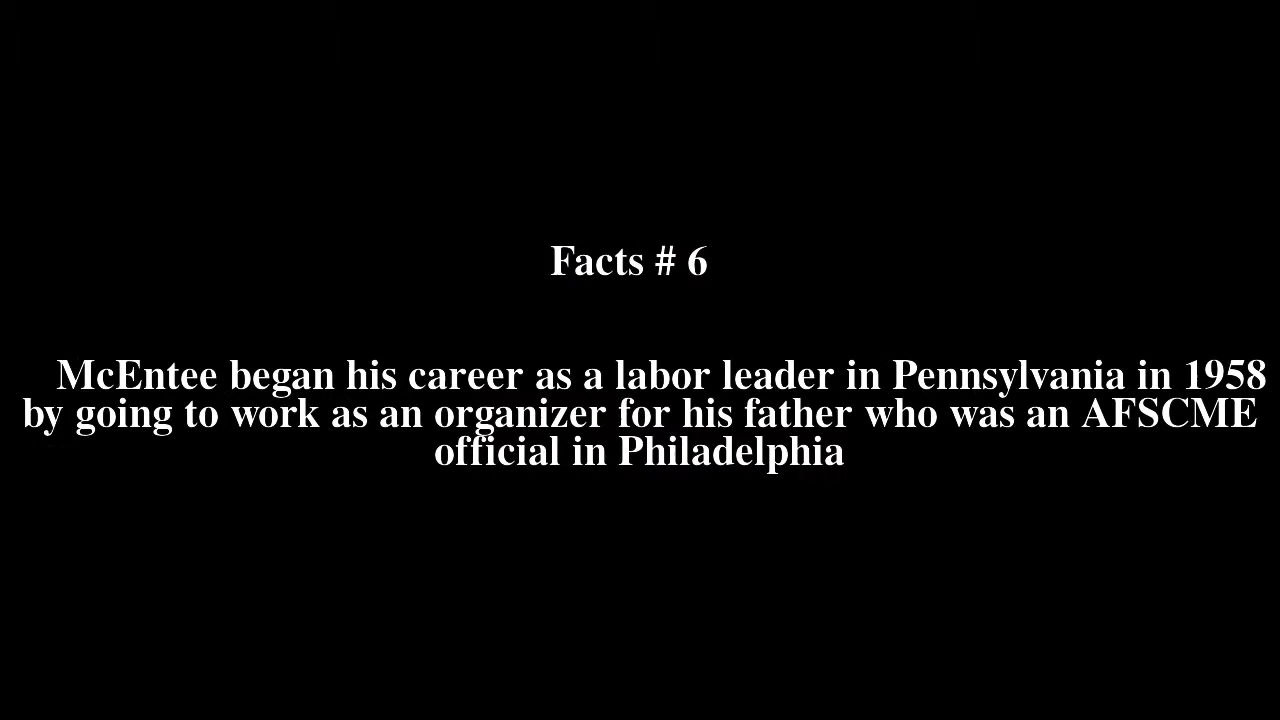 Facts # 6
McEntee began his career as a labor leader in Pennsylvania in 1958
by going to work as an organizer for his father who was an AFSCME
official in Philadelphia